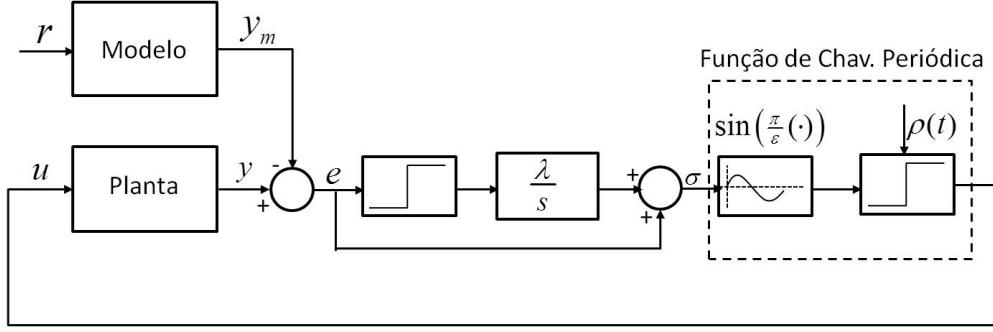 r
Modelo
y_m
Função de Chav. Periódica
-
sin(π/ε(·))
ρ(t)
u
Planta
y
+
e
λ/s
+
+
σ